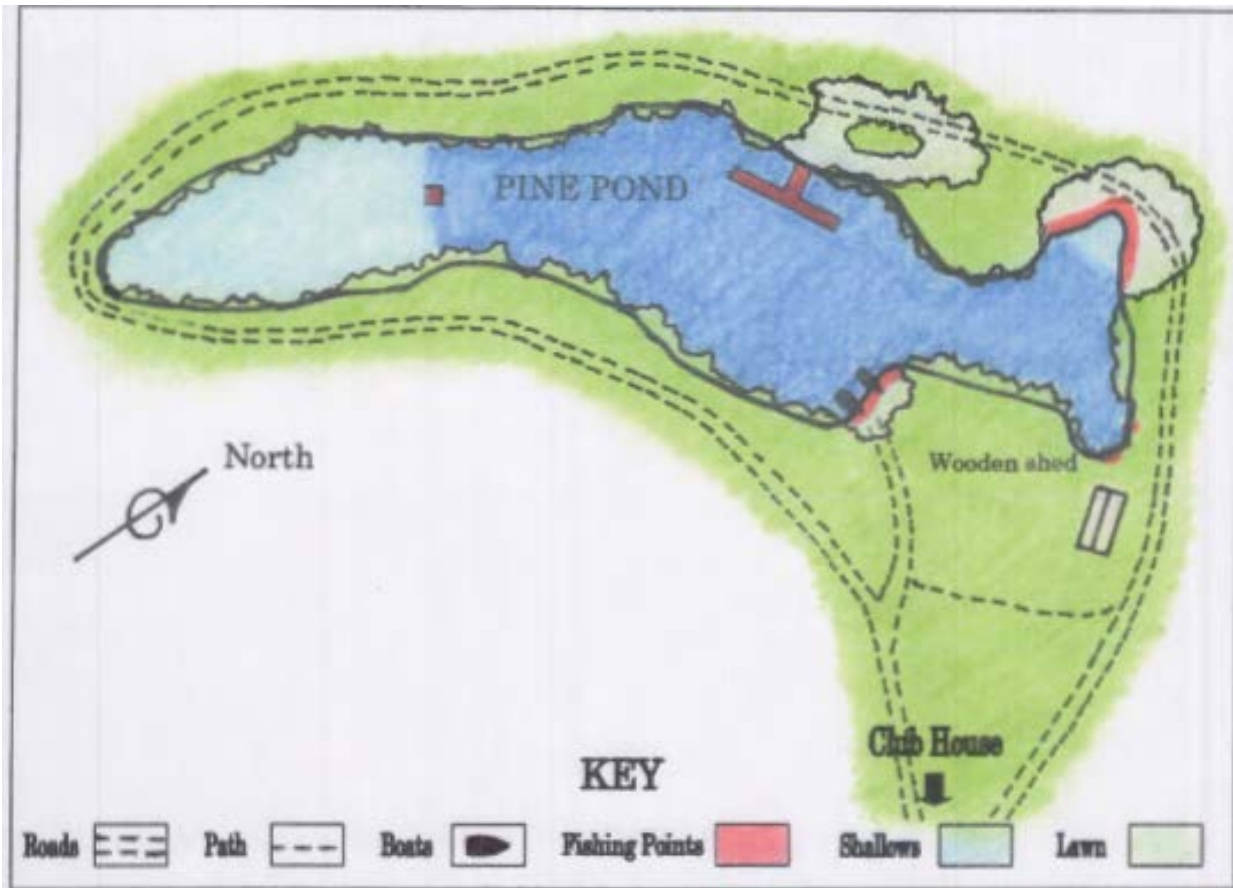 PINE POND
North
Wooden shed
Club House
KEY
Roads
Path
Boats
Fishing Points
Shallows
Lawn